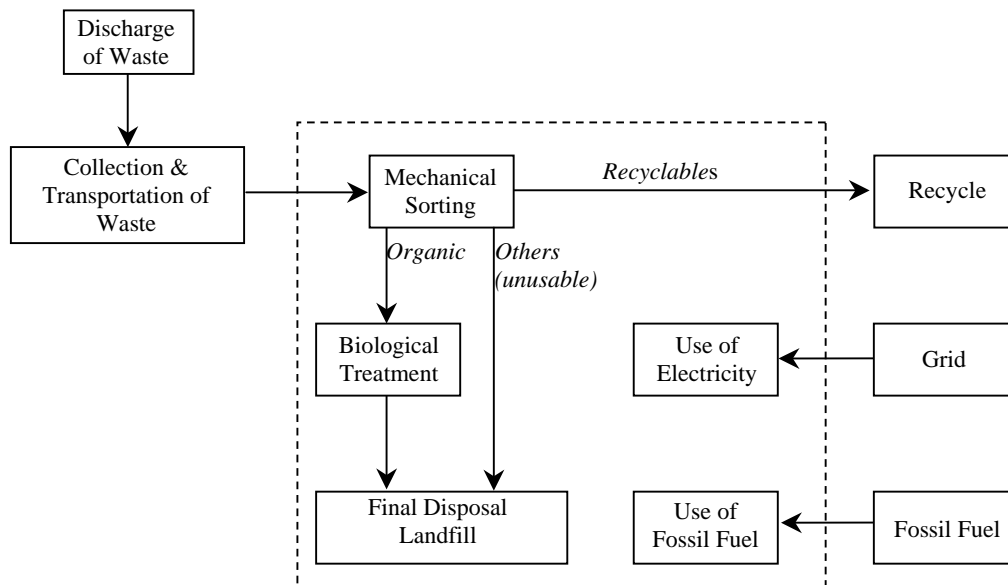 Discharge
of Waste
Collection &
Transportation of
Waste
Mechanical
Sorting
Recyclables
Recycle
Organic
Others
(unusable)
Biological
Treatment
Use of
Electricity
Grid
Final Disposal
Landfill
Use of
Fossil Fuel
Fossil Fuel